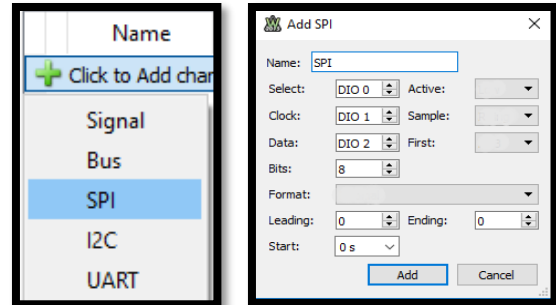 Name
Click to Add char
Signal
Bus
SPI
I2C
UART
Add SPI
Name: SPI
Select: DIO 0 Active:
Clock: DIO 1 Sample:
Data: DIO 2 First:
Bits: 8
Format:
Leading: 0 Ending: 0
Start: 0 s
Add Cancel